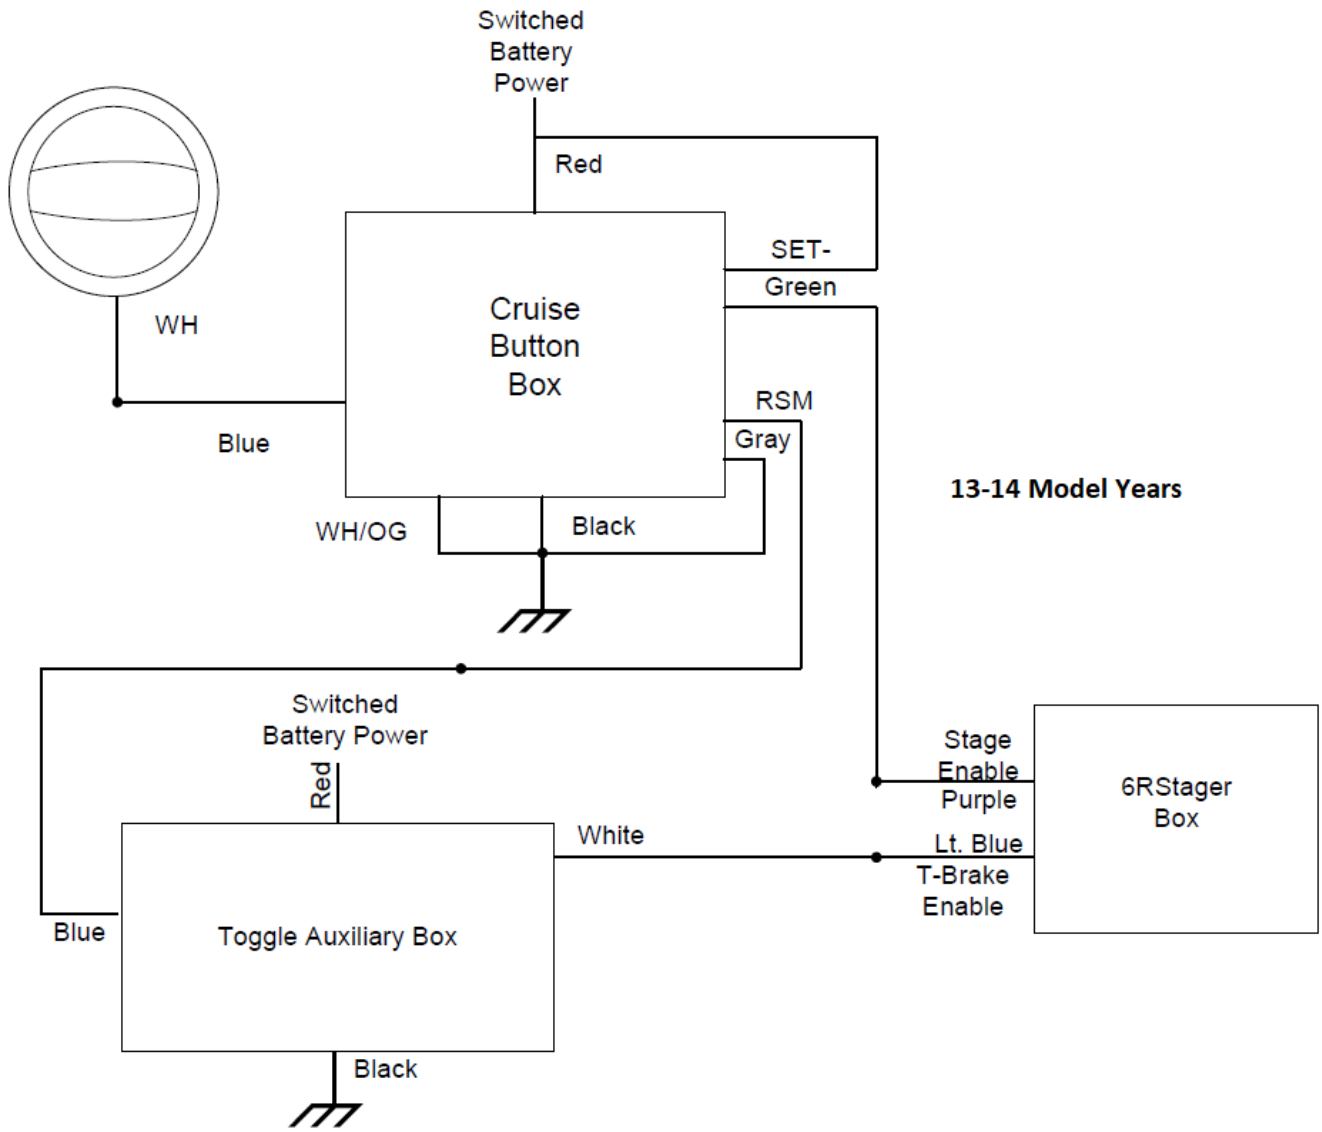 Switched
Battery
Power
Red
SET-
Green
WH
Cruise
Button
Box
RSM
Gray
Blue
13-14 Model Years
WH/OG
Black
Switched
Battery Power
Red
Stage
Enable
Purple
6RStager
Box
White
Lt. Blue
T-Brake
Enable
Blue
Toggle Auxiliary Box
Black